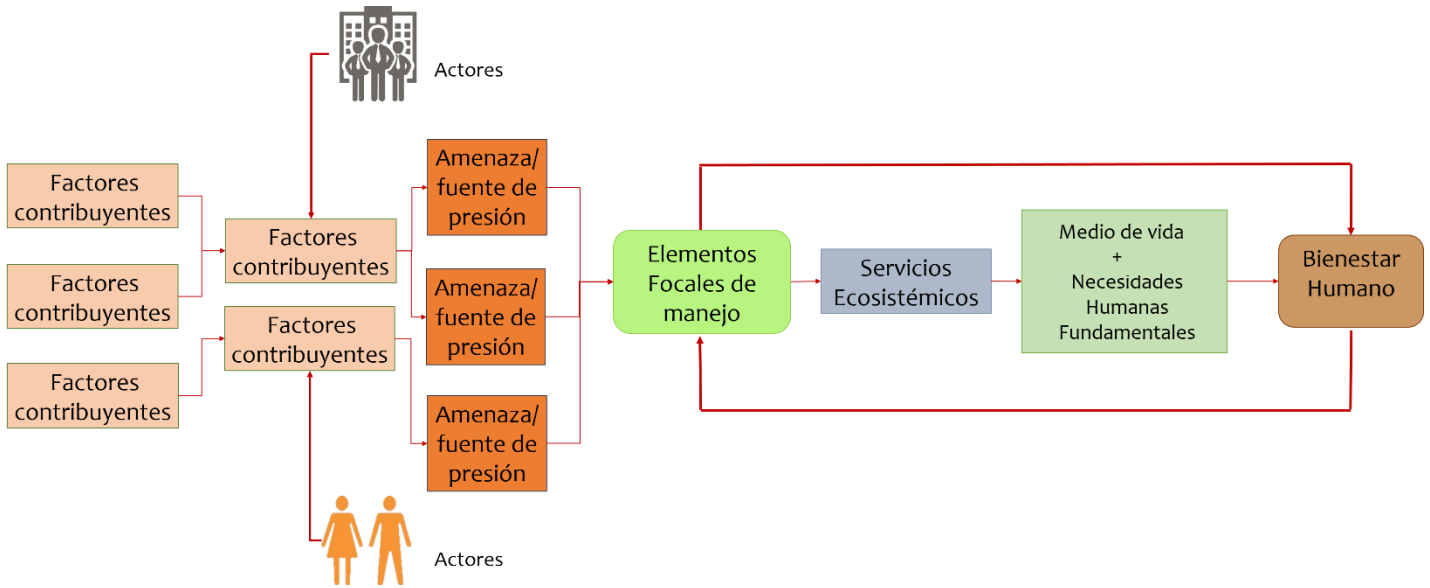 Actores
Factores
contribuyentes
Factores
contribuyentes
Factores
contribuyentes
Factores
contribuyentes
Factores
contribuyentes
Amenaza/
fuente de
presión
Amenaza/
fuente de
presión
Amenaza/
fuente de
presión
Elementos
Focales de
manejo
Servicios
Ecosistémicos
Medio de vida
+
Necesidades
Humanas
Fundamentales
Bienestar
Humano
Actores